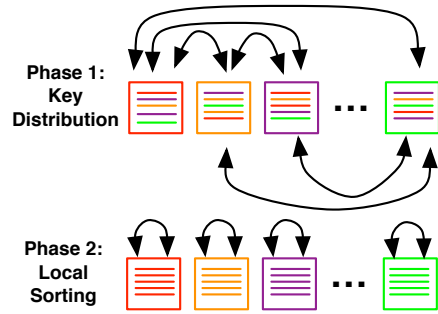 Phase 1:
Key
Distribution
...
Phase 2:
Local
Sorting
...